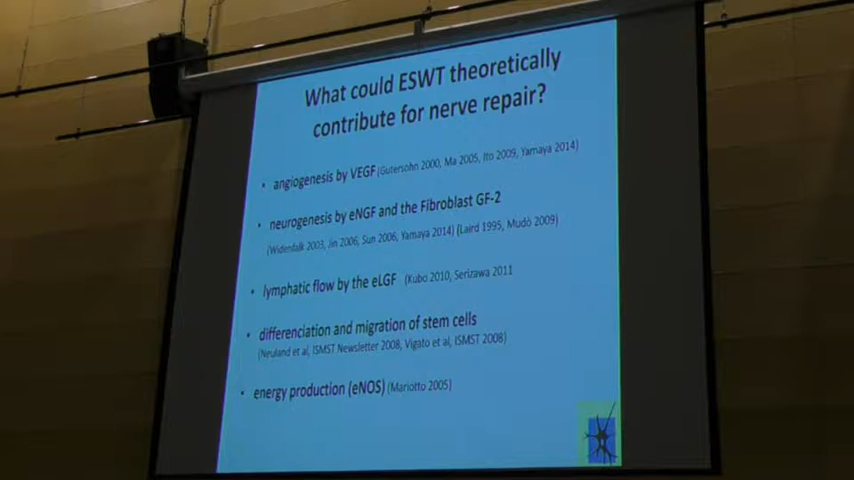 What could ESWT theoretically
contribute for nerve repair?
• angiogenesis by VEGF (Gutersohn 2000, Ma 2005, Ito 2009, Yamaya 2014)
• neurogenesis by eNGF and the Fibroblast GF-2
(Widenfalk 2003, Jin 2006, Sun 2006, Yamaya 2014) (Laird 1995, Mudò 2009)
• lymphatic flow by the eLGF (Kubo 2010, Serizawa 2011
• differenciation and migration of stem cells
(Neuland et al, ISMST Newsletter 2008, Vigato et al, ISMST 2008)
• energy production (eNOS) (Mariotto 2005)